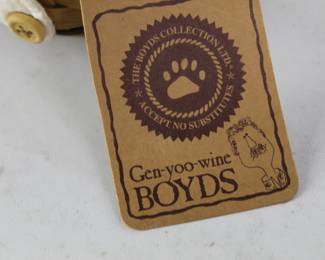 THE BOYDS COLLECTION LTD.®
ACCEPT NO SUBSTITUTES
Gen-yoo-wine
BOYDS